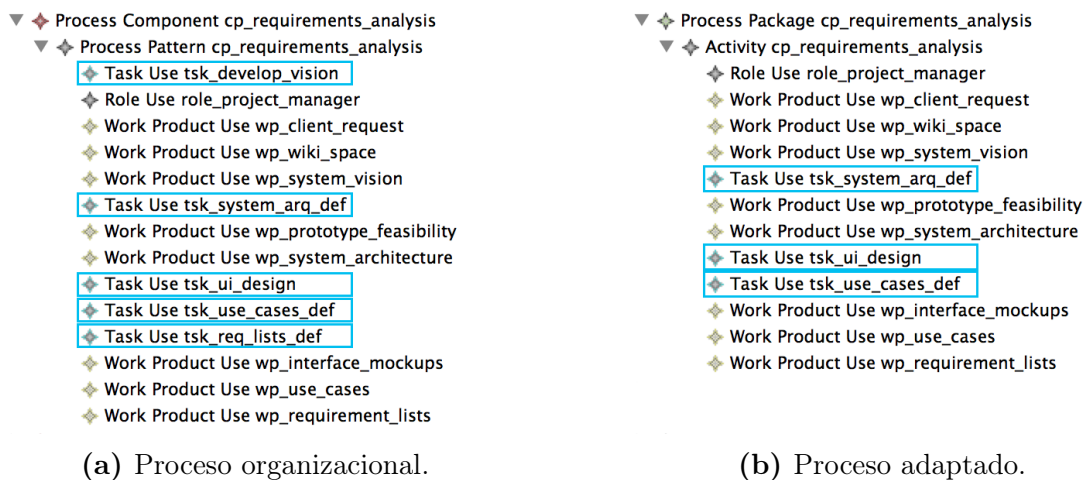 Process Component cp_requirements_analysis
Process Pattern cp_requirements_analysis
Task Use tsk_develop_vision
Role Use role_project_manager
Work Product Use wp_client_request
Work Product Use wp_wiki_space
Work Product Use wp_system_vision
Task Use tsk_system_arq_def
Work Product Use wp_prototype_feasibility
Work Product Use wp_system_architecture
Task Use tsk_ui_design
Task Use tsk_use_cases_def
Task Use tsk_req_lists_def
Work Product Use wp_interface_mockups
Work Product Use wp_use_cases
Work Product Use wp_requirement_lists
(a) Proceso organizacional.
Process Package cp_requirements_analysis
Activity cp_requirements_analysis
Role Use role_project_manager
Work Product Use wp_client_request
Work Product Use wp_wiki_space
Work Product Use wp_system_vision
Task Use tsk_system_arq_def
Work Product Use wp_prototype_feasibility
Work Product Use wp_system_architecture
Task Use tsk_ui_design
Task Use tsk_use_cases_def
Work Product Use wp_interface_mockups
Work Product Use wp_use_cases
Work Product Use wp_requirement_lists
(b) Proceso adaptado.